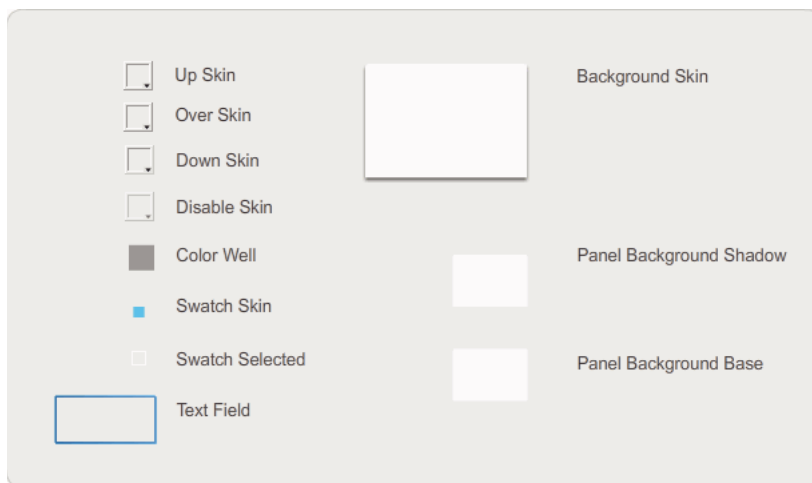 Up Skin
Over Skin
Down Skin
Disable Skin
Color Well
Swatch Skin
Swatch Selected
Text Field
Background Skin
Panel Background Shadow
Panel Background Base